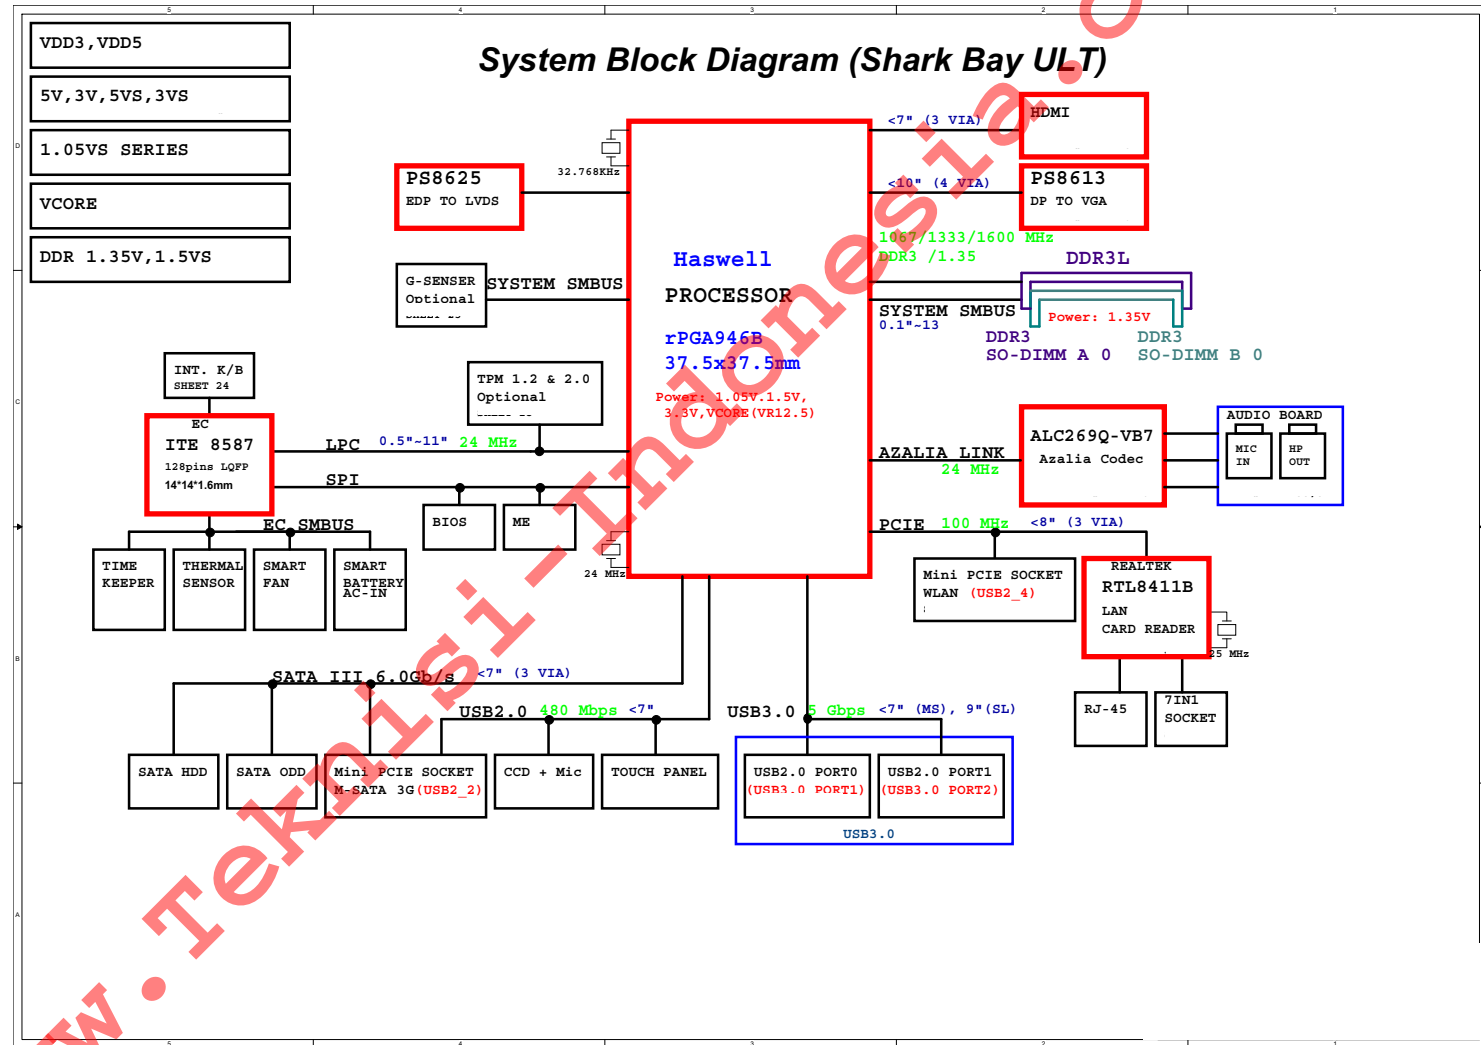 System Block Diagram (Shark Bay ULT)
VDD3,VDD5
5V,3V,5VS,3VS
1.05VS SERIES
VCORE
DDR 1.35V,1.5VS
PS8625
EDP TO LVDS
32.768KHz
G-SENSER
Optional
SYSTEM SMBUS
INT. K/B
SHEET 24
EC
ITE 8587
128pins LQFP
14*14*1.6mm
TPM 1.2 & 2.0
Optional
LPC 0.5"~11" 24 MHz
SPI
BIOS
ME
EC SMBUS
TIME
KEEPER
THERMAL
SENSOR
SMART
FAN
SMART
BATTERY
AC-IN
24 MHz
Haswell
PROCESSOR
rPGA946B
37.5x37.5mm
Power: 1.05V.1.5V,
3.3V,VCORE(VR12.5)
<7" (3 VIA)
HDMI
<10" (4 VIA)
PS8613
DP TO VGA
1067/1333/1600 MHz
DDR3 /1.35
DDR3L
SYSTEM SMBUS
0.1"~13
Power: 1.35V
DDR3
SO-DIMM A 0
DDR3
SO-DIMM B 0
AZALIA LINK
24 MHz
ALC269Q-VB7
Azalia Codec
AUDIO BOARD
MIC
IN
HP
OUT
PCIE 100 MHz <8" (3 VIA)
Mini PCIE SOCKET
WLAN (USB2_4)
REALTEK
RTL8411B
LAN
CARD READER
25 MHz
RJ-45
7IN1
SOCKET
SATA III 6.0Gb/s <7" (3 VIA)
USB2.0 480 Mbps <7"
USB3.0 5 Gbps <7" (MS), 9"(SL)
SATA HDD
SATA ODD
Mini PCIE SOCKET
M-SATA 3G(USB2_2)
CCD + Mic
TOUCH PANEL
USB2.0 PORT0
(USB3.0 PORT1)
USB2.0 PORT1
(USB3.0 PORT2)
USB3.0
w.Teknisi-Indonesia.c
5
4
3
2
1
D
C
B
A
5
4
3
2
1